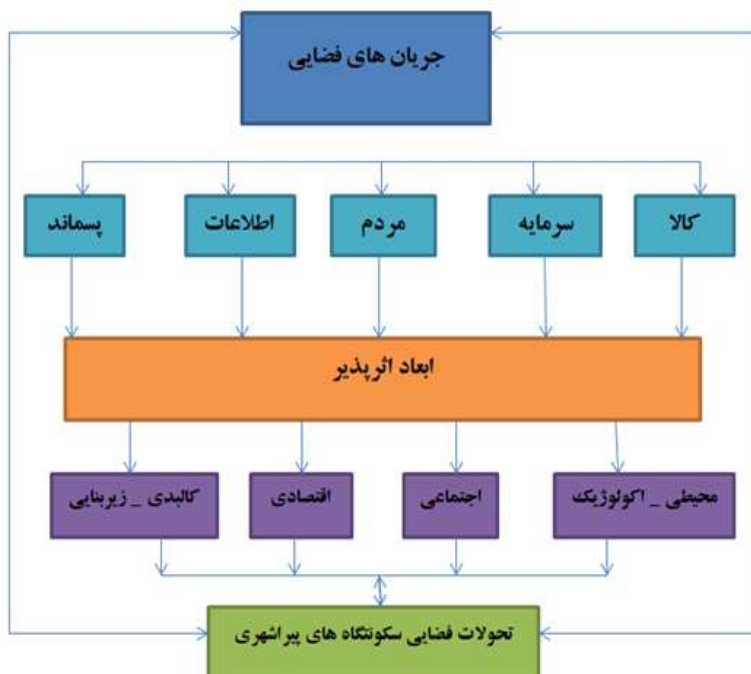 جریان های فضایی
کالا
سرمایه
مردم
اطلاعات
پسماند
ابعاد اثرپذیر
محیطی _ اکولوژیک
اجتماعی
اقتصادی
کالبدی _ زیربنایی
تحولات فضایی سکونتگاه های پیراشهری